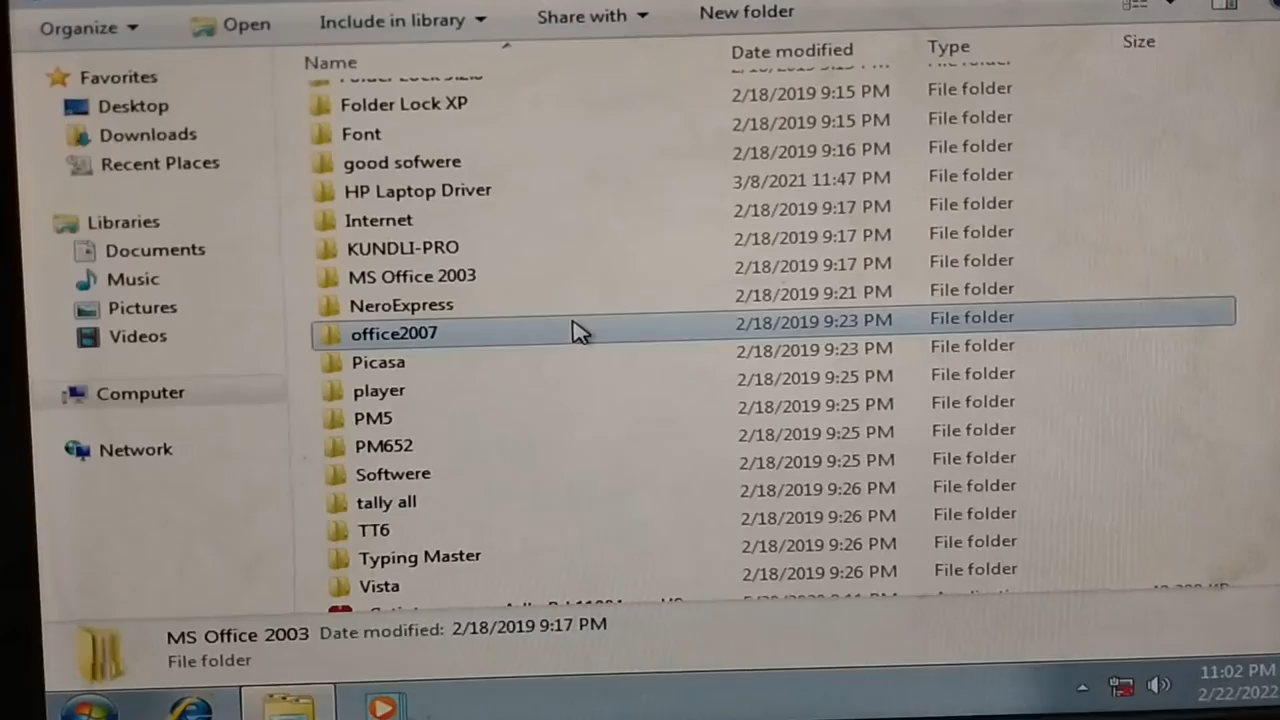 Organize Open Include in library Share with New folder
Name Date modified Type Size
Favorites
Desktop
Downloads
Recent Places
Libraries
Documents
Music
Pictures
Videos
Computer
Network
Folder Lock XP 2/18/2019 9:15 PM File folder
Font 2/18/2019 9:15 PM File folder
good sofwere 2/18/2019 9:16 PM File folder
HP Laptop Driver 3/8/2021 11:47 PM File folder
Internet 2/18/2019 9:17 PM File folder
KUNDLI-PRO 2/18/2019 9:17 PM File folder
MS Office 2003 2/18/2019 9:17 PM File folder
NeroExpress 2/18/2019 9:21 PM File folder
office2007 2/18/2019 9:23 PM File folder
Picasa 2/18/2019 9:23 PM File folder
player 2/18/2019 9:25 PM File folder
PM5 2/18/2019 9:25 PM File folder
PM652 2/18/2019 9:25 PM File folder
Softwere 2/18/2019 9:25 PM File folder
tally all 2/18/2019 9:26 PM File folder
TT6 2/18/2019 9:26 PM File folder
Typing Master 2/18/2019 9:26 PM File folder
Vista 2/18/2019 9:26 PM File folder
MS Office 2003 Date modified: 2/18/2019 9:17 PM
File folder
11:02 PM
2/22/2022